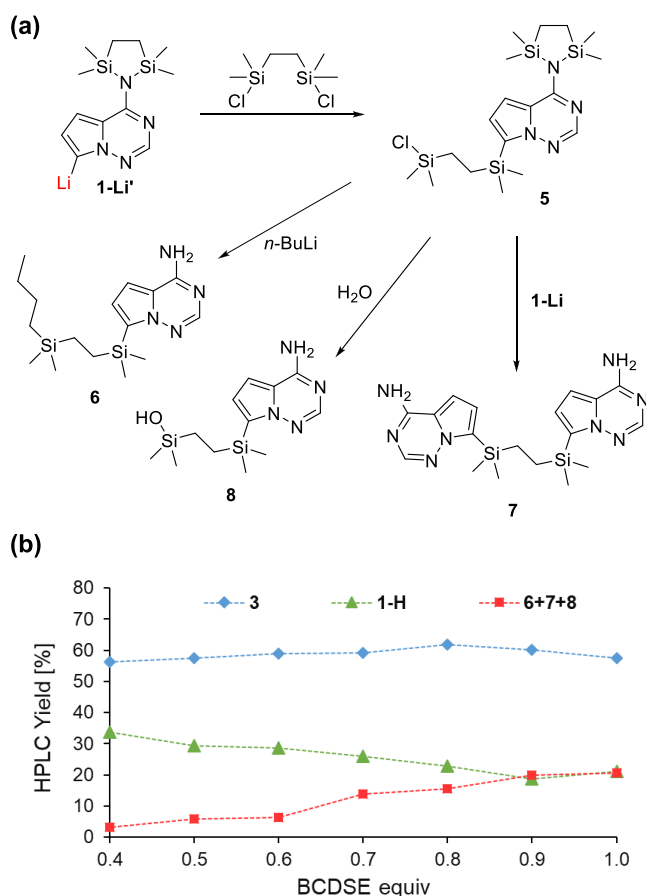 (a)
Si Si
N
N
N N
Li
1-Li'
Si Si
Cl Cl
Si Si
N
N
N N
Cl
Si
Si
5
n-BuLi
H₂O
1-Li
NH₂
N
N N
Si
Si
6
NH₂
N
N N
HO
Si
Si
8
NH₂
N
N N
Si
Si
NH₂
N
N N
7
(b)
3 1-H 6+7+8
HPLC Yield [%]
80
70
60
50
40
30
20
10
0
0.4 0.5 0.6 0.7 0.8 0.9 1.0
BCDSE equiv